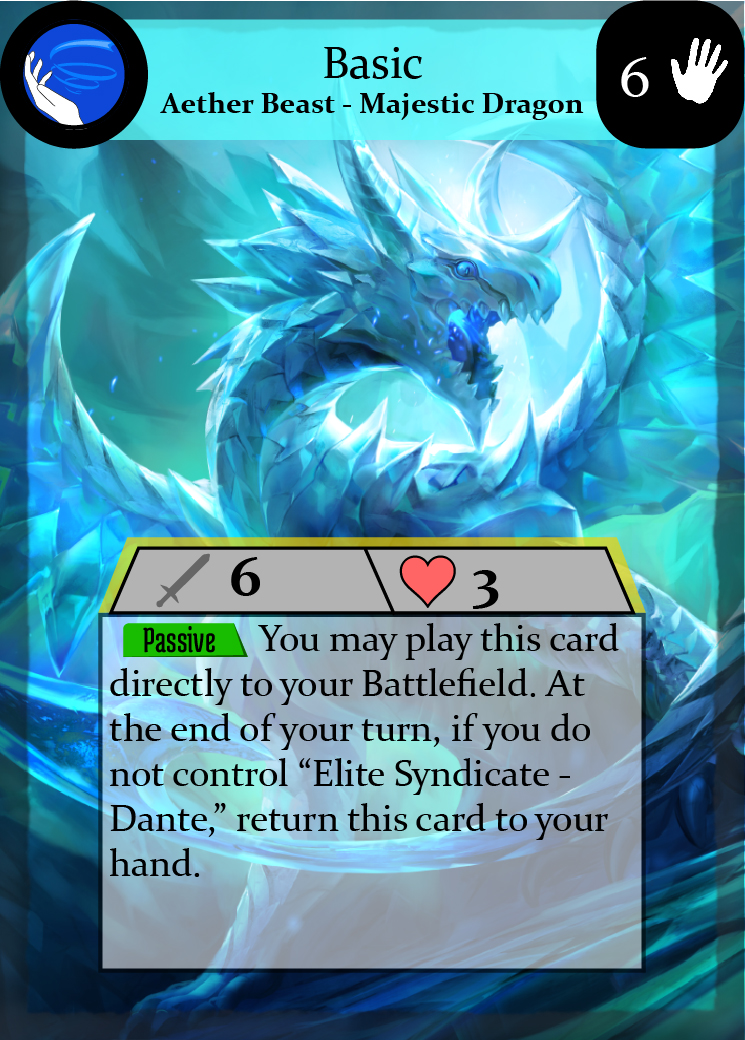 Basic
Aether Beast - Majestic Dragon
6
6
3
Passive You may play this card
directly to your Battlefield. At
the end of your turn, if you do
not control “Elite Syndicate -
Dante,” return this card to your
hand.